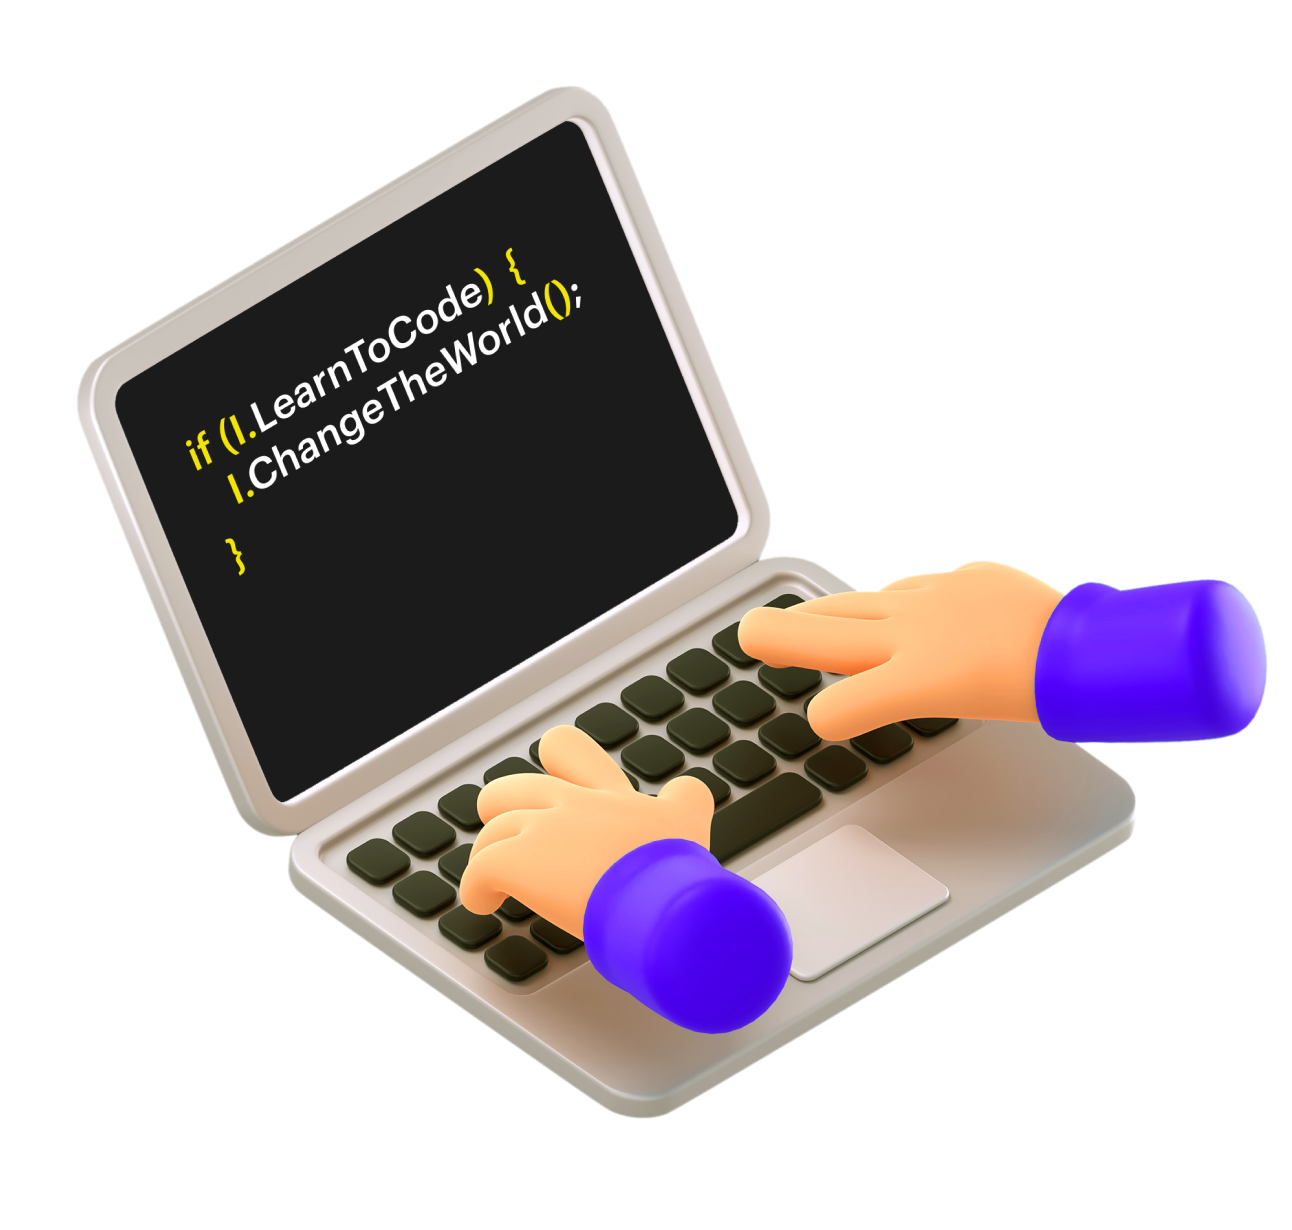 if (I.LearnToCode) {
I.ChangeTheWorld();
}